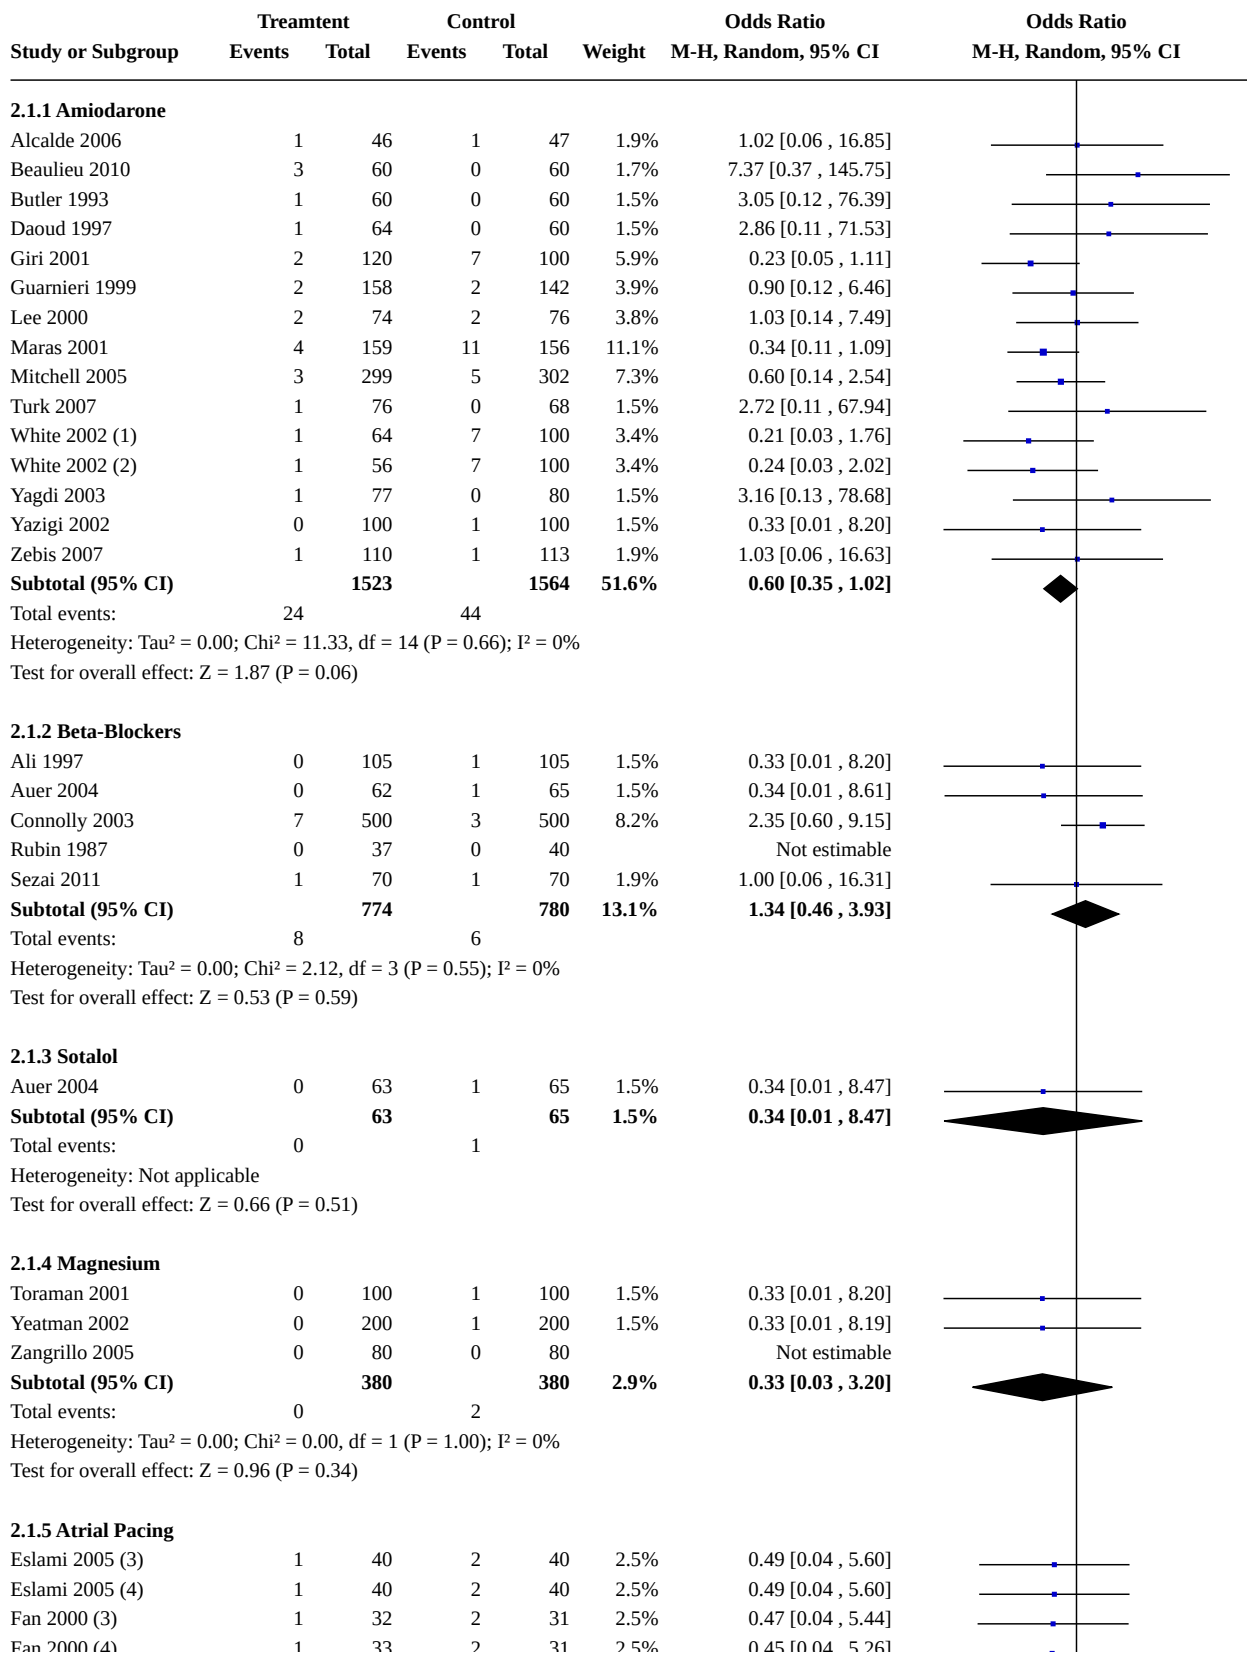 Treamtent Control Odds Ratio Odds Ratio
Study or Subgroup Events Total Events Total Weight M-H, Random, 95% CI M-H, Random, 95% CI
2.1.1 Amiodarone
Alcalde 2006 1 46 1 47 1.9% 1.02 [0.06 , 16.85]
Beaulieu 2010 3 60 0 60 1.7% 7.37 [0.37 , 145.75]
Butler 1993 1 60 0 60 1.5% 3.05 [0.12 , 76.39]
Daoud 1997 1 64 0 60 1.5% 2.86 [0.11 , 71.53]
Giri 2001 2 120 7 100 5.9% 0.23 [0.05 , 1.11]
Guarnieri 1999 2 158 2 142 3.9% 0.90 [0.12 , 6.46]
Lee 2000 2 74 2 76 3.8% 1.03 [0.14 , 7.49]
Maras 2001 4 159 11 156 11.1% 0.34 [0.11 , 1.09]
Mitchell 2005 3 299 5 302 7.3% 0.60 [0.14 , 2.54]
Turk 2007 1 76 0 68 1.5% 2.72 [0.11 , 67.94]
White 2002 (1) 1 64 7 100 3.4% 0.21 [0.03 , 1.76]
White 2002 (2) 1 56 7 100 3.4% 0.24 [0.03 , 2.02]
Yagdi 2003 1 77 0 80 1.5% 3.16 [0.13 , 78.68]
Yazigi 2002 0 100 1 100 1.5% 0.33 [0.01 , 8.20]
Zebis 2007 1 110 1 113 1.9% 1.03 [0.06 , 16.63]
Subtotal (95% CI) 1523 1564 51.6% 0.60 [0.35 , 1.02]
Total events: 24 44
Heterogeneity: Tau² = 0.00; Chi² = 11.33, df = 14 (P = 0.66); I² = 0%
Test for overall effect: Z = 1.87 (P = 0.06)
2.1.2 Beta-Blockers
Ali 1997 0 105 1 105 1.5% 0.33 [0.01 , 8.20]
Auer 2004 0 62 1 65 1.5% 0.34 [0.01 , 8.61]
Connolly 2003 7 500 3 500 8.2% 2.35 [0.60 , 9.15]
Rubin 1987 0 37 0 40 Not estimable
Sezai 2011 1 70 1 70 1.9% 1.00 [0.06 , 16.31]
Subtotal (95% CI) 774 780 13.1% 1.34 [0.46 , 3.93]
Total events: 8 6
Heterogeneity: Tau² = 0.00; Chi² = 2.12, df = 3 (P = 0.55); I² = 0%
Test for overall effect: Z = 0.53 (P = 0.59)
2.1.3 Sotalol
Auer 2004 0 63 1 65 1.5% 0.34 [0.01 , 8.47]
Subtotal (95% CI) 63 65 1.5% 0.34 [0.01 , 8.47]
Total events: 0 1
Heterogeneity: Not applicable
Test for overall effect: Z = 0.66 (P = 0.51)
2.1.4 Magnesium
Toraman 2001 0 100 1 100 1.5% 0.33 [0.01 , 8.20]
Yeatman 2002 0 200 1 200 1.5% 0.33 [0.01 , 8.19]
Zangrillo 2005 0 80 0 80 Not estimable
Subtotal (95% CI) 380 380 2.9% 0.33 [0.03 , 3.20]
Total events: 0 2
Heterogeneity: Tau² = 0.00; Chi² = 0.00, df = 1 (P = 1.00); I² = 0%
Test for overall effect: Z = 0.96 (P = 0.34)
2.1.5 Atrial Pacing
Eslami 2005 (3) 1 40 2 40 2.5% 0.49 [0.04 , 5.60]
Eslami 2005 (4) 1 40 2 40 2.5% 0.49 [0.04 , 5.60]
Fan 2000 (3) 1 32 2 31 2.5% 0.47 [0.04 , 5.44]
Fan 2000 (4) 1 33 2 31 2.5% 0.45 [0.04 , 5.26]